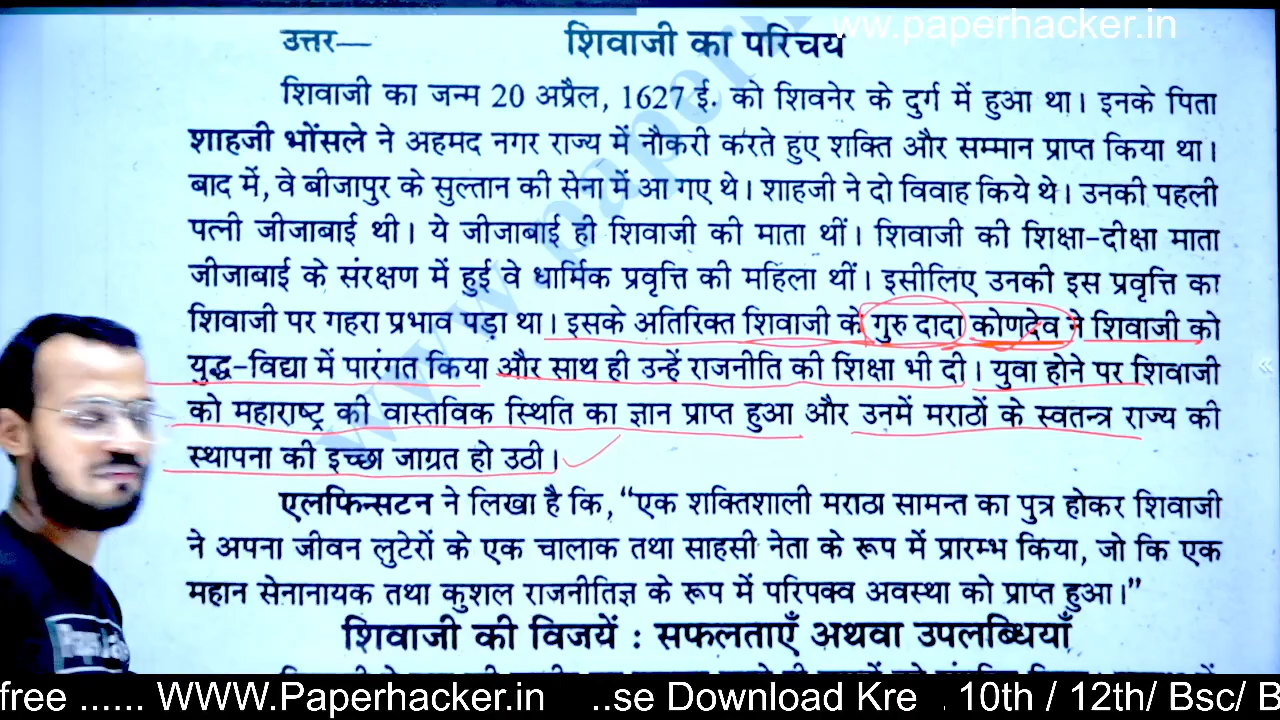 ww.paperhacker.in
उत्तर— शिवाजी का परिचय
शिवाजी का जन्म 20 अप्रैल, 1627 ई. को शिवनेर के दुर्ग में हुआ था। इनके पिता
शाहजी भोंसले ने अहमद नगर राज्य में नौकरी करते हुए शक्ति और सम्मान प्राप्त किया था।
बाद में, वे बीजापुर के सुल्तान की सेना में आ गए थे। शाहजी ने दो विवाह किये थे। उनकी पहली
पत्नी जीजाबाई थी। ये जीजाबाई ही शिवाजी की माता थीं। शिवाजी की शिक्षा-दीक्षा माता
जीजाबाई के संरक्षण में हुई वे धार्मिक प्रवृत्ति की महिला थीं। इसीलिए उनकी इस प्रवृत्ति का
शिवाजी पर गहरा प्रभाव पड़ा था। इसके अतिरिक्त शिवाजी के गुरु दादा कोणदेव ने शिवाजी को
युद्ध-विद्या में पारंगत किया और साथ ही उन्हें राजनीति की शिक्षा भी दी। युवा होने पर शिवाजी
को महाराष्ट्र की वास्तविक स्थिति का ज्ञान प्राप्त हुआ और उनमें मराठों के स्वतन्त्र राज्य की
स्थापना की इच्छा जाग्रत हो उठी।
एलफिन्सटन ने लिखा है कि, “एक शक्तिशाली मराठा सामन्त का पुत्र होकर शिवाजी
ने अपना जीवन लुटेरों के एक चालाक तथा साहसी नेता के रूप में प्रारम्भ किया, जो कि एक
महान सेनानायक तथा कुशल राजनीतिज्ञ के रूप में परिपक्व अवस्था को प्राप्त हुआ।”
शिवाजी की विजयें : सफलताएँ अथवा उपलब्धियाँ
free ...... WWW.Paperhacker.in ..se Download Kre . 10th / 12th/ Bsc/ B